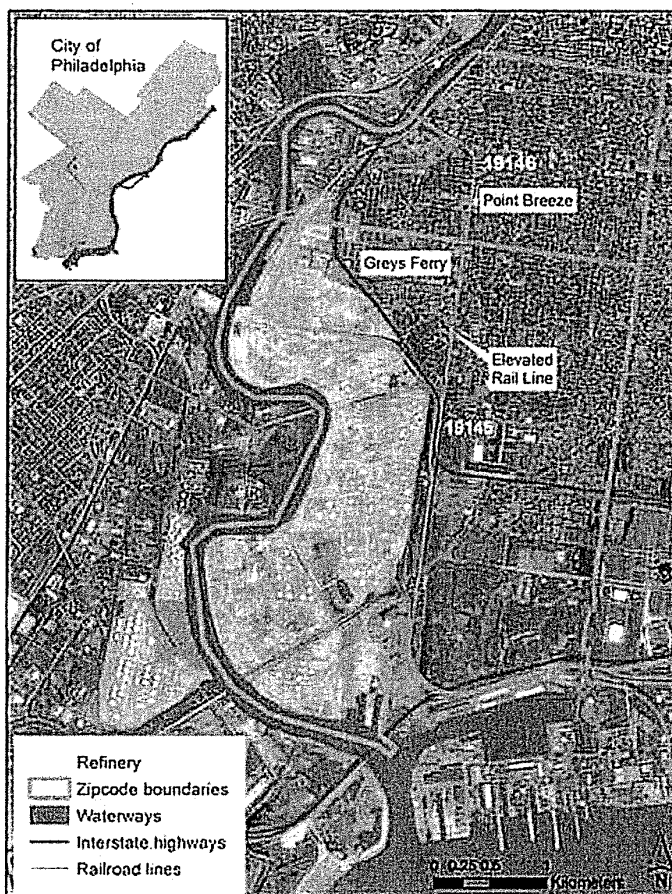 City of
Philadelphia
19146
Point Breeze
Greys Ferry
Elevated
Rail Line
Refinery
Zipcode boundaries
Waterways
Interstate highways
Railroad lines
Kilometers
N